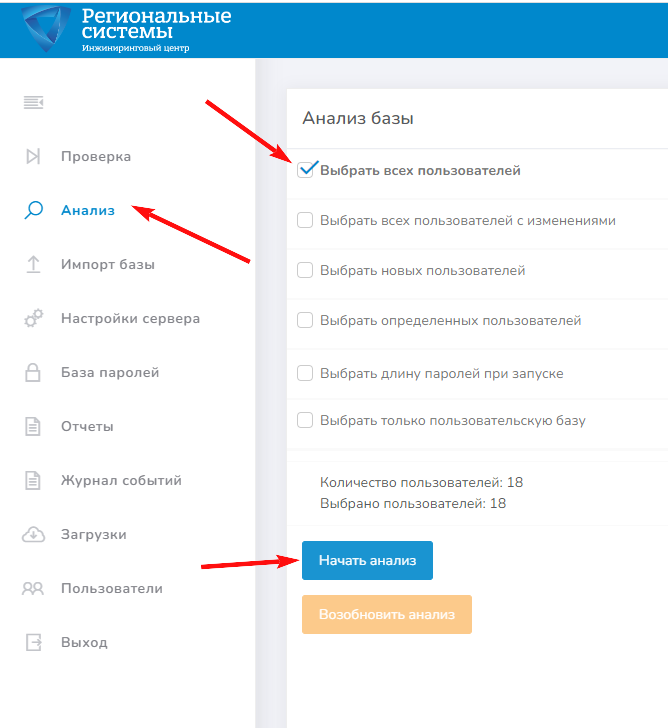 Региональные
системы
Инжиниринговый центр
Проверка
Анализ
Импорт базы
Настройки сервера
База паролей
Отчеты
Журнал событий
Загрузки
Пользователи
Выход
Анализ базы
Выбрать всех пользователей
Выбрать всех пользователей с изменениями
Выбрать новых пользователей
Выбрать определенных пользователей
Выбрать длину паролей при запуске
Выбрать только пользовательскую базу
Количество пользователей: 18
Выбрано пользователей: 18
Начать анализ
Возобновить анализ